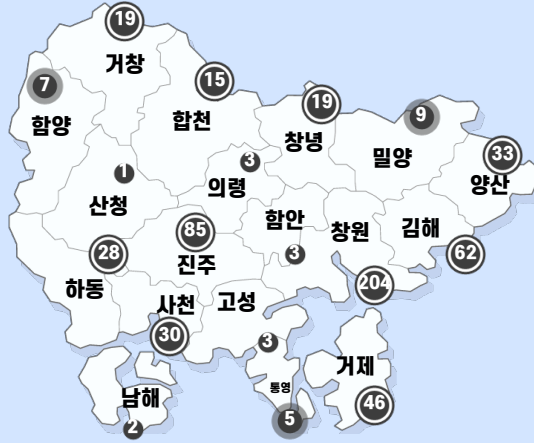 19
거창
7
함양
15
합천
19
창녕
9
밀양
33
양산
1
산청
3
의령
함안
3
창원
204
김해
62
85
진주
28
하동
사천
30
고성
3
통영
5
거제
46
남해
2